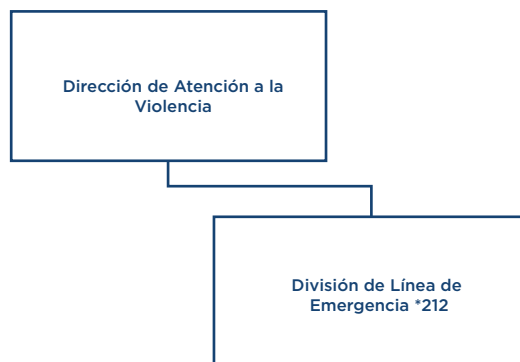 Dirección de Atención a la
Violencia
División de Línea de
Emergencia *212